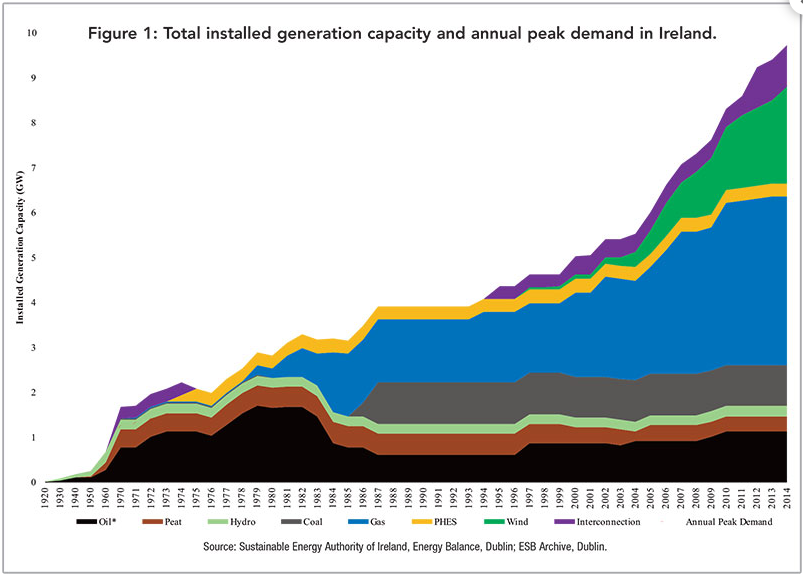 Figure 1: Total installed generation capacity and annual peak demand in Ireland.
Installed Generation Capacity (GW)
10
9
8
7
6
5
4
3
2
1
0
1920 1930 1940 1950 1960 1970 1971 1972 1973 1974 1975 1976 1977 1978 1979 1980 1981 1982 1983 1984 1985 1986 1987 1988 1989 1990 1991 1992 1993 1994 1995 1996 1997 1998 1999 2000 2001 2002 2003 2004 2005 2006 2007 2008 2009 2010 2011 2012 2013 2014
Oil* Peat Hydro Coal Gas PHES Wind Interconnection Annual Peak Demand
Source: Sustainable Energy Authority of Ireland, Energy Balance, Dublin; ESB Archive, Dublin.